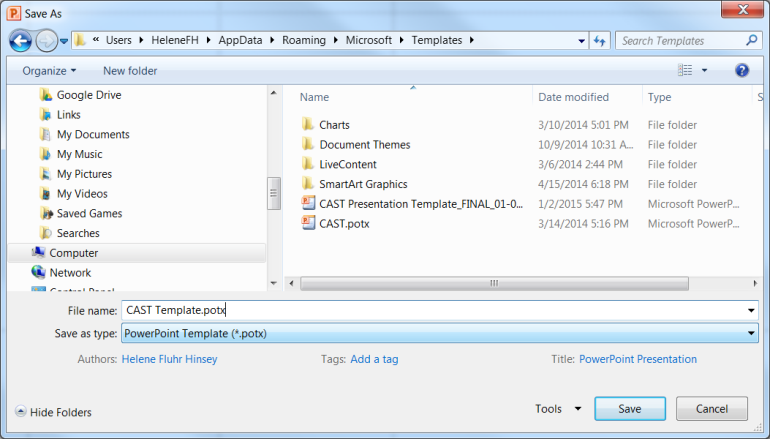 Save As
« Users HeleneFH AppData Roaming Microsoft Templates Search Templates
Organize New folder
Google Drive
Links
My Documents
My Music
My Pictures
My Videos
Saved Games
Searches
Computer
Network
Control Panel
Name Date modified Type S
Charts 3/10/2014 5:01 PM File folder
Document Themes 10/9/2014 10:31 A... File folder
LiveContent 3/6/2014 2:44 PM File folder
SmartArt Graphics 4/15/2014 6:18 PM File folder
CAST Presentation Template_FINAL_01-0... 1/2/2015 5:47 PM Microsoft PowerP...
CAST.potx 3/14/2014 5:16 PM Microsoft PowerP...
File name: CAST Template.potx
Save as type: PowerPoint Template (*.potx)
Authors: Helene Fluhr Hinsey Tags: Add a tag Title: PowerPoint Presentation
Hide Folders Tools Save Cancel